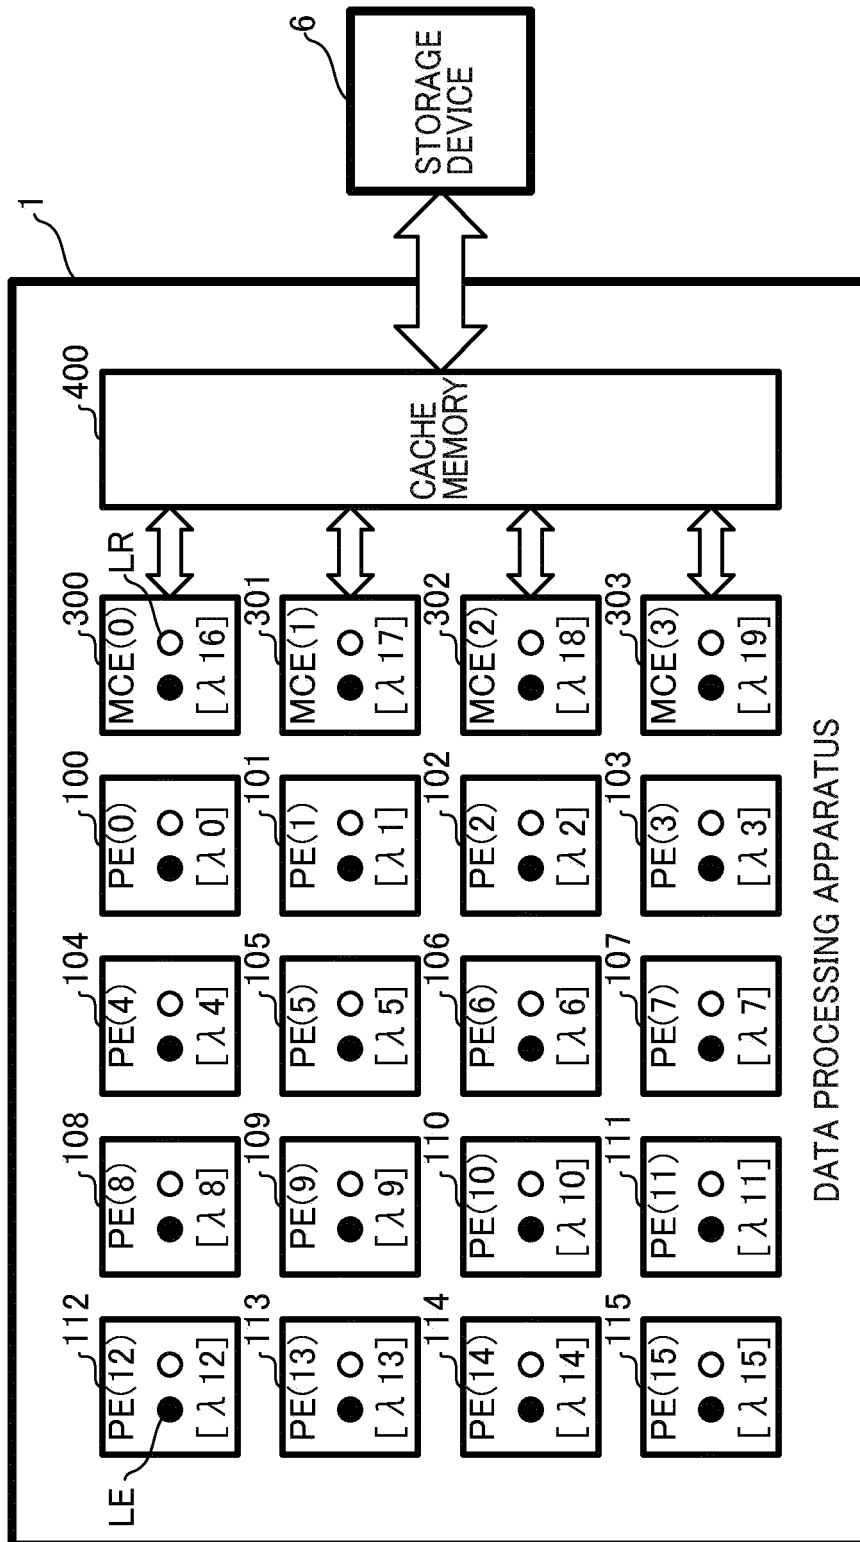 1
6
STORAGE
DEVICE
400
CACHE
MEMORY
LR
LE
112
PE(12)
[λ12]
108
PE(8)
[λ8]
104
PE(4)
[λ4]
100
PE(0)
[λ0]
300
MCE(0)
[λ16]
113
PE(13)
[λ13]
109
PE(9)
[λ9]
105
PE(5)
[λ5]
101
PE(1)
[λ1]
301
MCE(1)
[λ17]
114
PE(14)
[λ14]
110
PE(10)
[λ10]
106
PE(6)
[λ6]
102
PE(2)
[λ2]
302
MCE(2)
[λ18]
115
PE(15)
[λ15]
111
PE(11)
[λ11]
107
PE(7)
[λ7]
103
PE(3)
[λ3]
303
MCE(3)
[λ19]
DATA PROCESSING APPARATUS